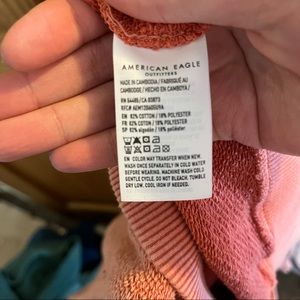 AMERICAN EAGLE
OUTFITTERS
MADE IN CAMBODIA / FABRIQUÉ AU
CAMBODGE / HECHO EN CAMBOYA /
RN 54485 / CA 03873
EN 82% COTTON / 18% POLYESTER
FR 82% COTON / 18% POLYESTER
SP 82% algodón / 18% poliéster
EN COLOR MAY TRANSFER WHEN NEW.
WASH ONCE SEPARATELY IN COLD WATER
BEFORE WEARING. MACHINE WASH COLD
GENTLE CYCLE. DO NOT BLEACH. TUMBLE
DRY LOW. COOL IRON IF NEEDED.